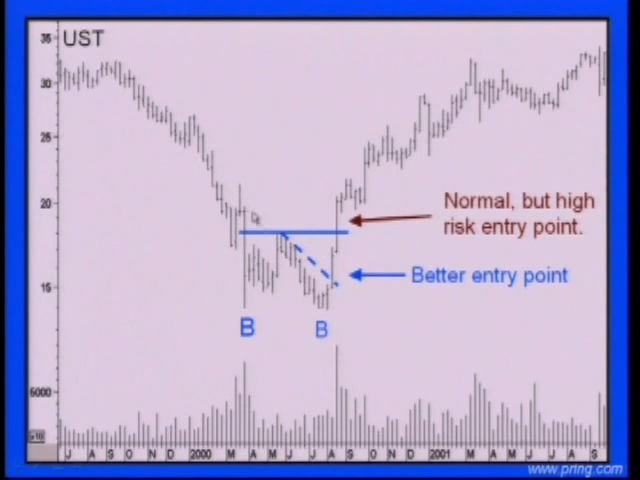 UST
35
30
25
20
15
Normal, but high
risk entry point.
Better entry point
B B
5000
x10
J A S O N D 2000 M A M J J A S O N D 2001 M A M J J A S
www.pring.com